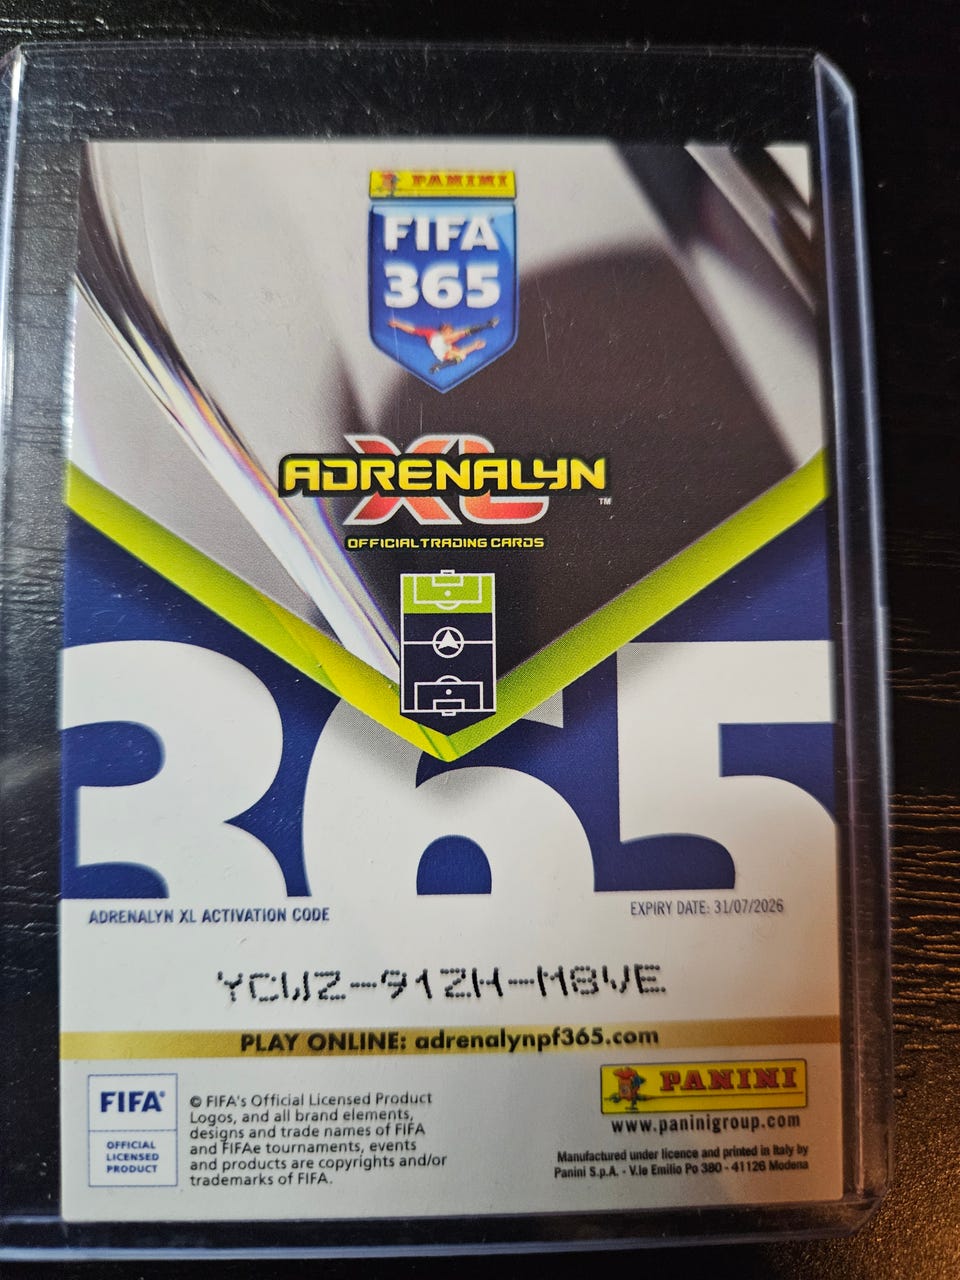 PANINI
FIFA
365
ADRENALYN
XL
™
OFFICIAL TRADING CARDS
365
ADRENALYN XL ACTIVATION CODE
EXPIRY DATE: 31/07/2026
YCWZ-91ZH-M8VE
PLAY ONLINE: adrenalynpf365.com
FIFA®
OFFICIAL
LICENSED
PRODUCT
© FIFA's Official Licensed Product
Logos, and all brand elements,
designs and trade names of FIFA
and FIFAe tournaments, events
and products are copyrights and/or
trademarks of FIFA.
PANINI
www.paninigroup.com
Manufactured under licence and printed in Italy by
Panini S.p.A. - V.le Emilio Po 380 - 41126 Modena